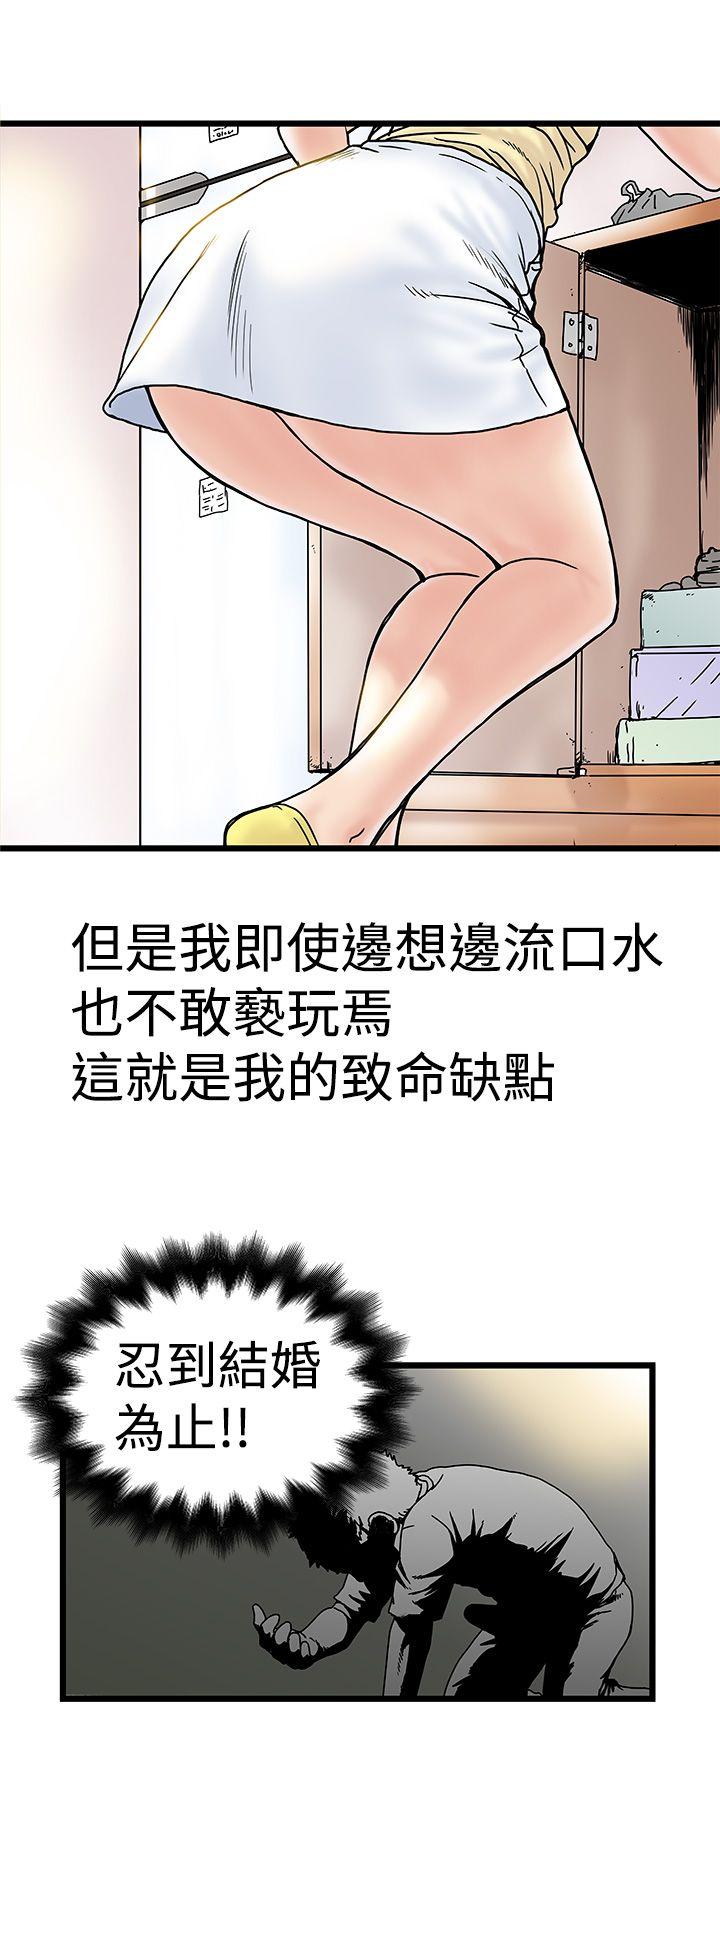 但是我即使邊想邊流口水
也不敢褻玩焉
這就是我的致命缺點
忍到結婚
為止!!